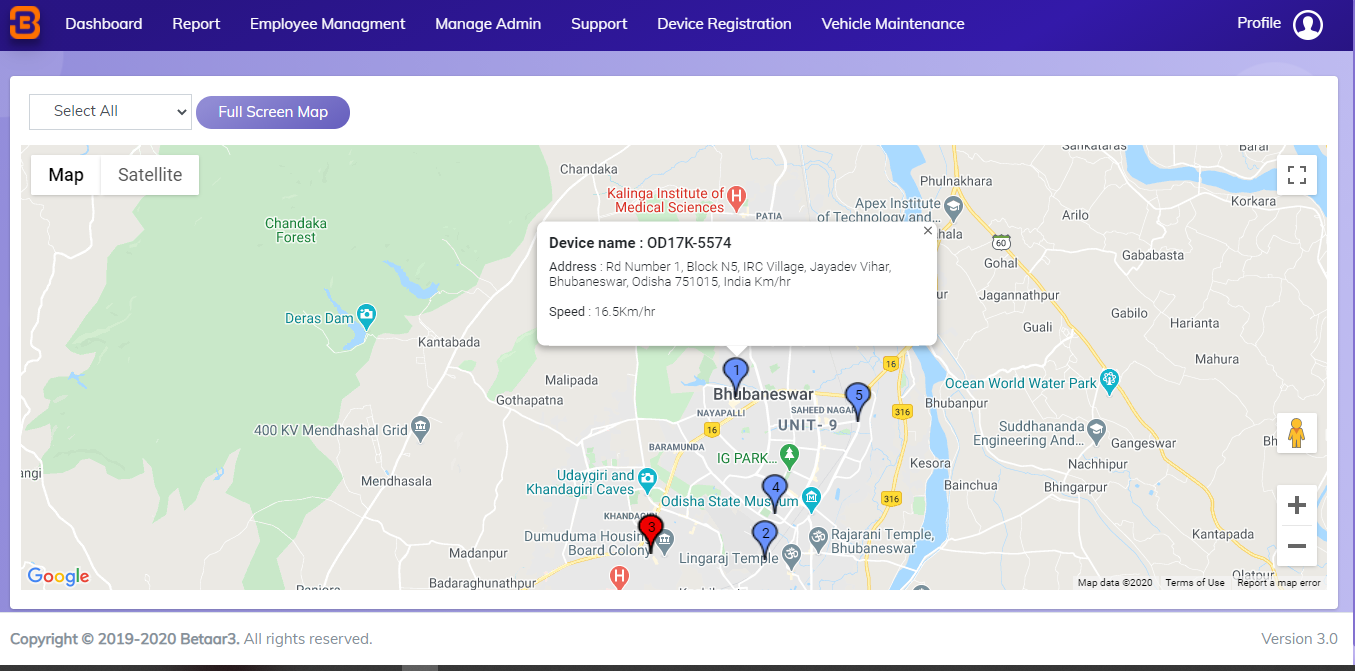 Dashboard Report Employee Managment Manage Admin Support Device Registration Vehicle Maintenance Profile
Select All Full Screen Map
Map Satellite
Chandaka
Kalinga Institute of
Medical Sciences
PATIA
Phulnakhara
Apex Institute
of Technology and...
Korkara
Arilo
Chandaka
Forest
60
Gohal
Gababasta
Device name : OD17K-5574
Address : Rd Number 1, Block N5, IRC Village, Jayadev Vihar,
Bhubaneswar, Odisha 751015, India Km/hr
Speed : 16.5Km/hr
Jagannathpur
Deras Dam
Gabilo
Harianta
Guali
Kantabada
Mahura
16
1
Malipada
Gothapatna
Bhubaneswar
5
Ocean World Water Park
NAYAPALLI
SAHEED NAGAR
316
Bhubanpur
UNIT- 9
16
400 KV Mendhashal Grid
Suddhananda
Engineering And...
Gangeswar
BARAMUNDA
IG PARK...
Kesora
Nachhipur
Mendhasala
Udaygiri and
Khandagiri Caves
4
Bainchua
Bhingarpur
Odisha State Museum
316
KHANDAGIRI
3
2
Dumuduma Housing
Board Colony
Rajarani Temple,
Bhubaneswar
Kantapada
Madanpur
Lingaraj Temple
Badaraghunathpur
Google
Map data ©2020 Terms of Use Report a map error
Copyright © 2019-2020 Betaar3. All rights reserved. Version 3.0